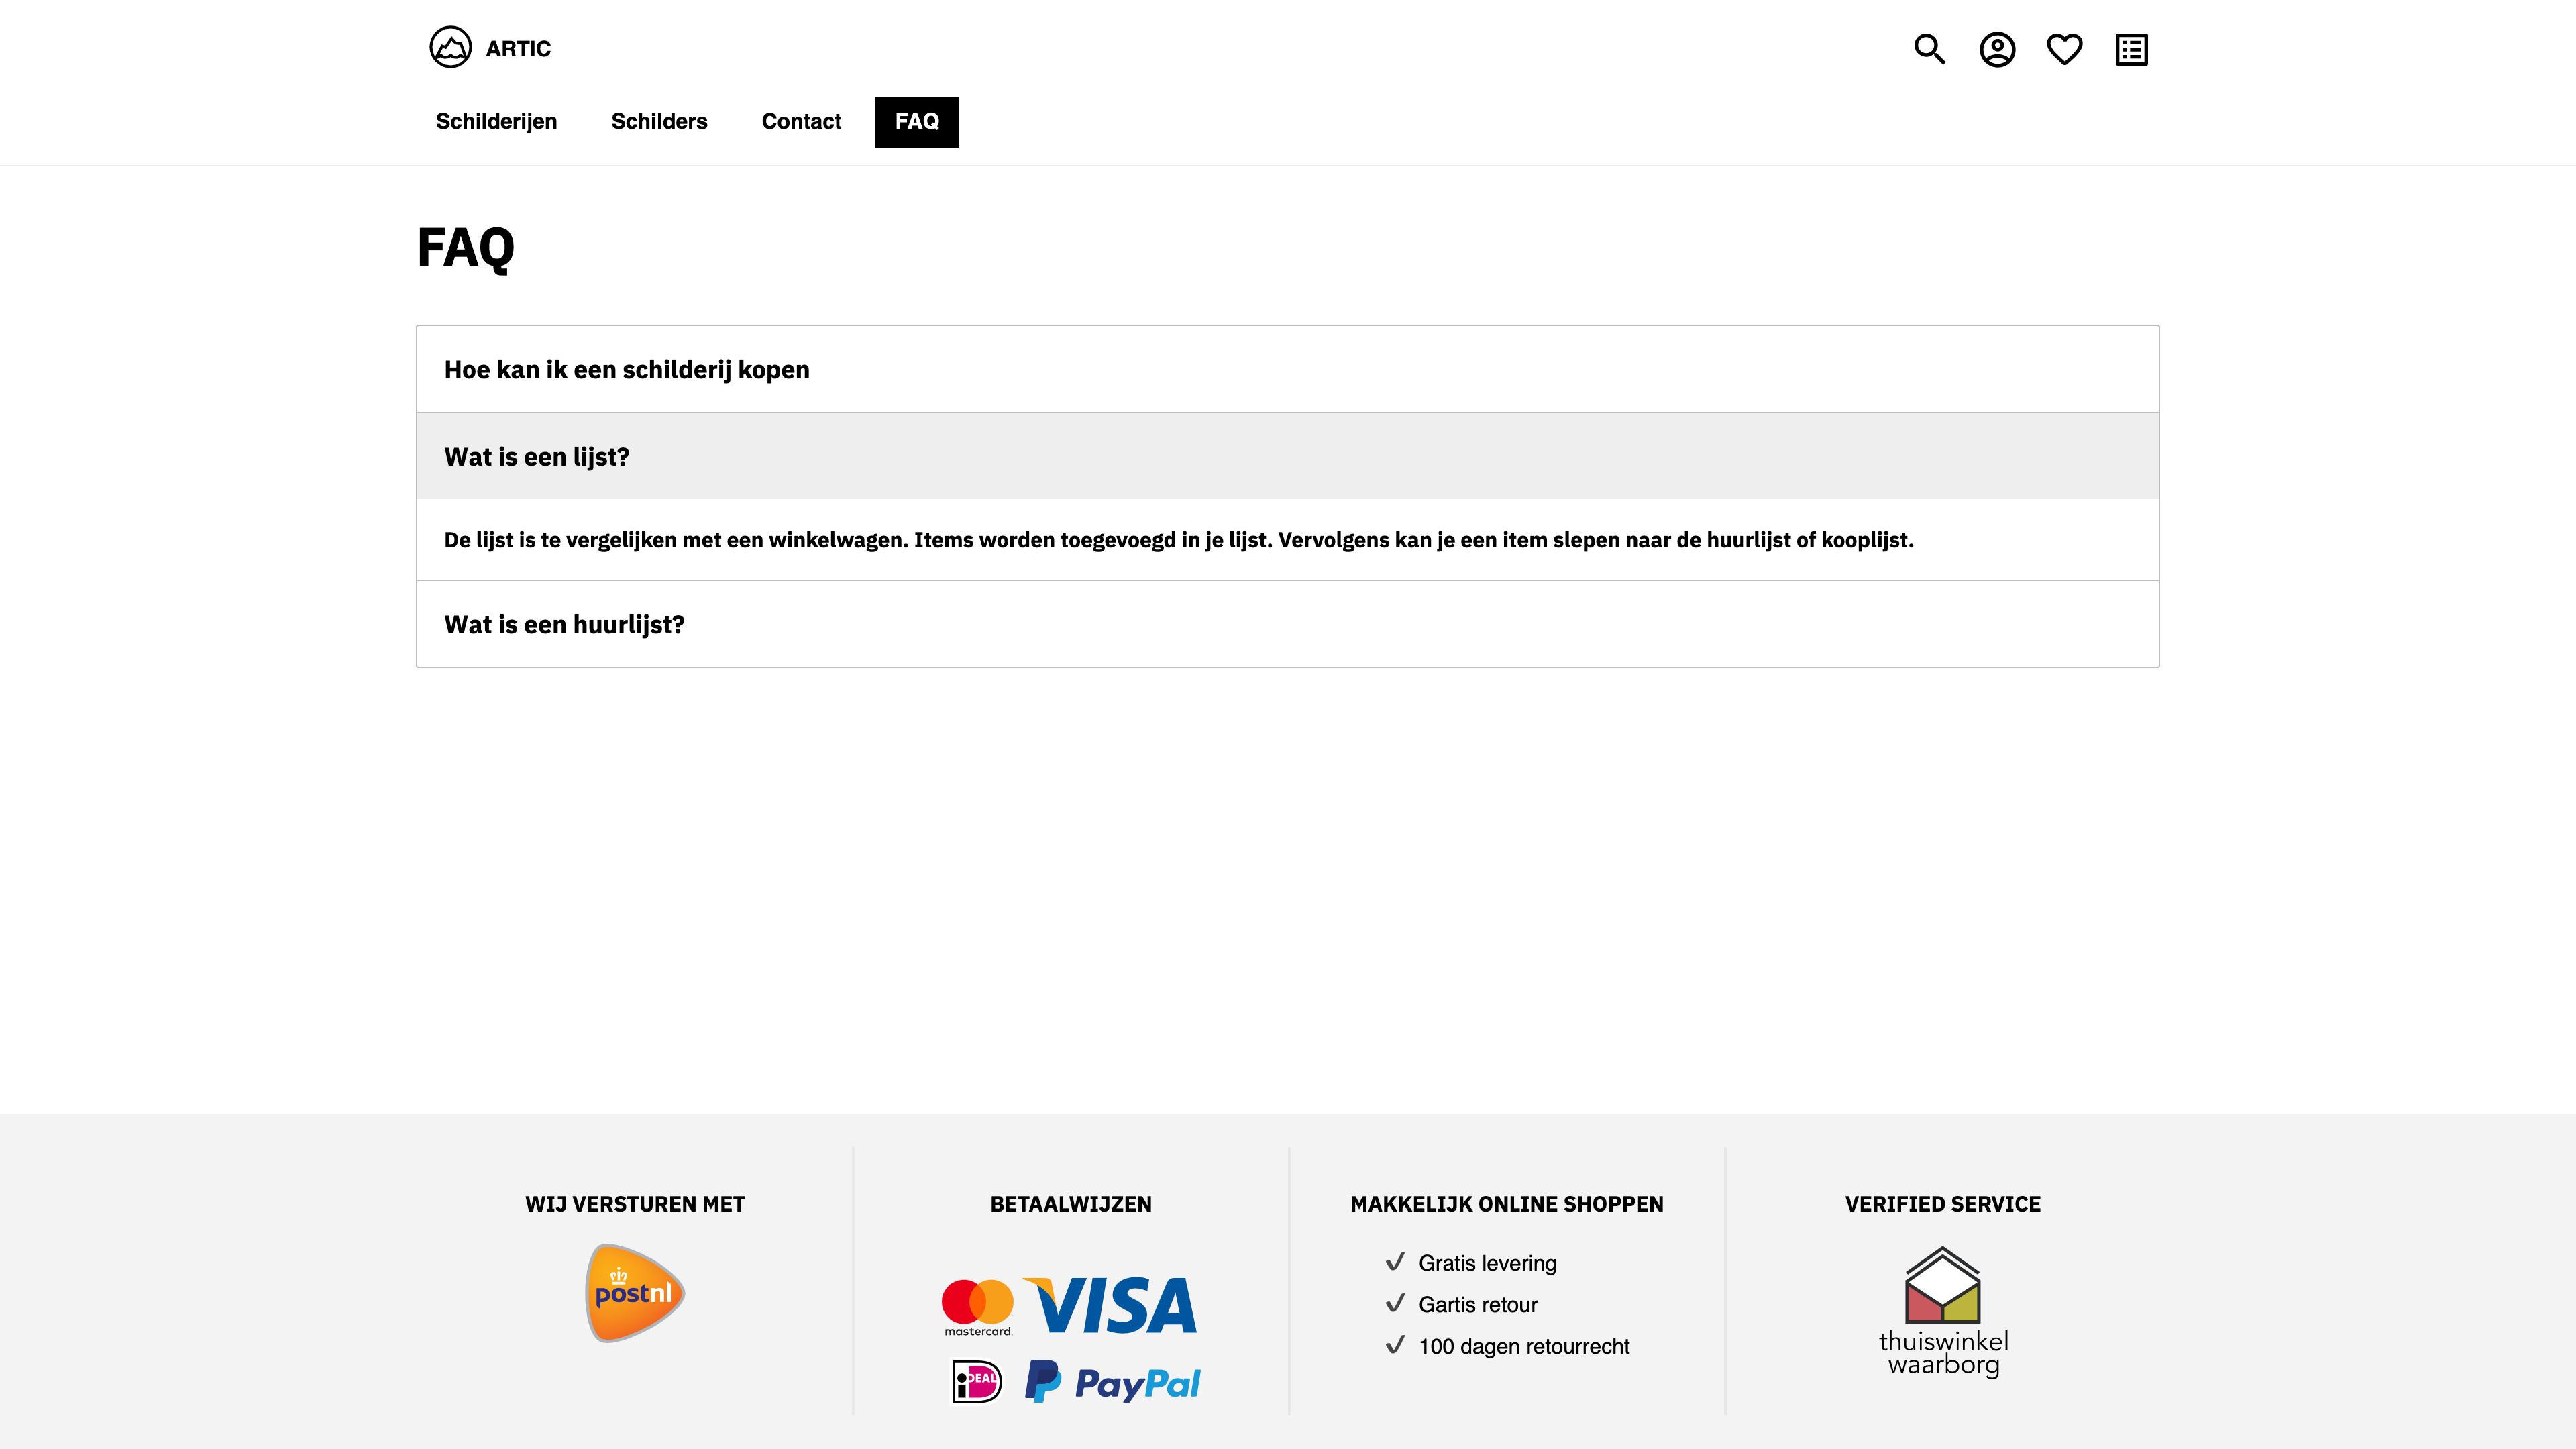 ARTIC
Schilderijen Schilders Contact FAQ
FAQ
Hoe kan ik een schilderij kopen
Wat is een lijst?
De lijst is te vergelijken met een winkelwagen. Items worden toegevoegd in je lijst. Vervolgens kan je een item slepen naar de huurlijst of kooplijst.
Wat is een huurlijst?
WIJ VERSTUREN MET
postnl
BETAALWIJZEN
mastercard. VISA
iDEAL PayPal
MAKKELIJK ONLINE SHOPPEN
Gratis levering
Gartis retour
100 dagen retourrecht
VERIFIED SERVICE
thuiswinkel
waarborg